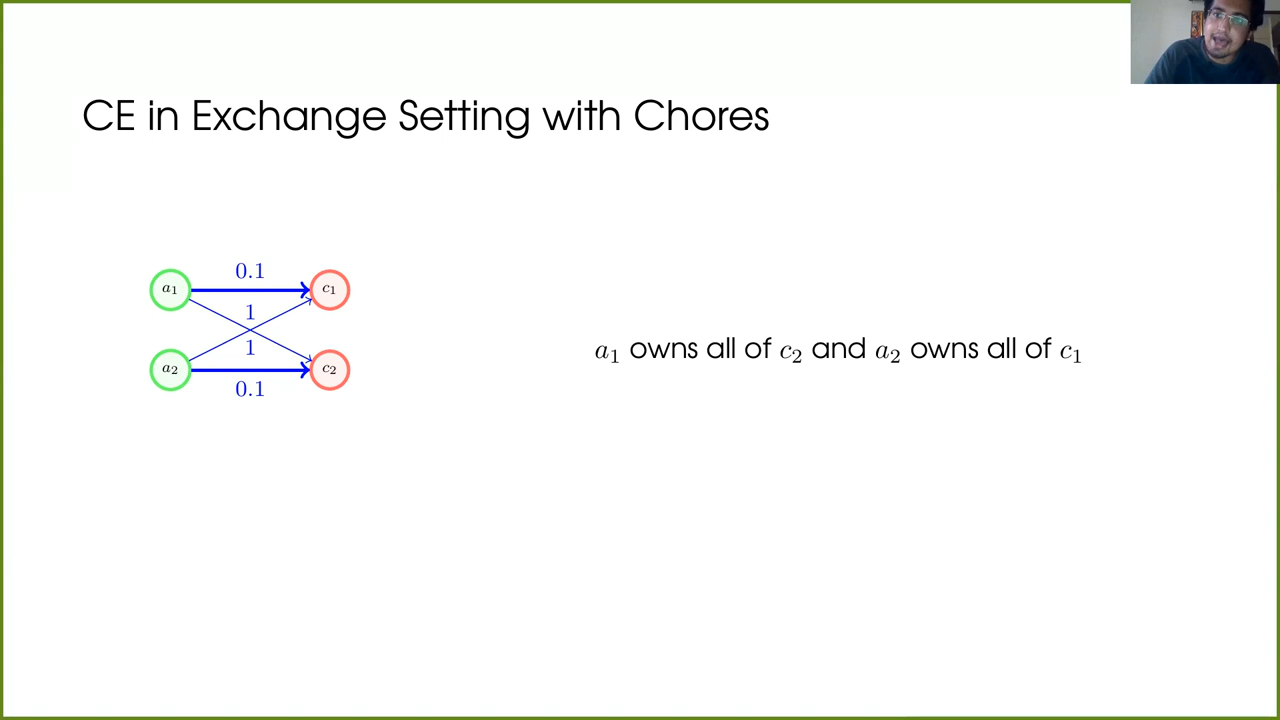 CE in Exchange Setting with Chores
0.1
a₁ c₁
1
a₁ owns all of c₂ and a₂ owns all of c₁
1
a₂ c₂
0.1